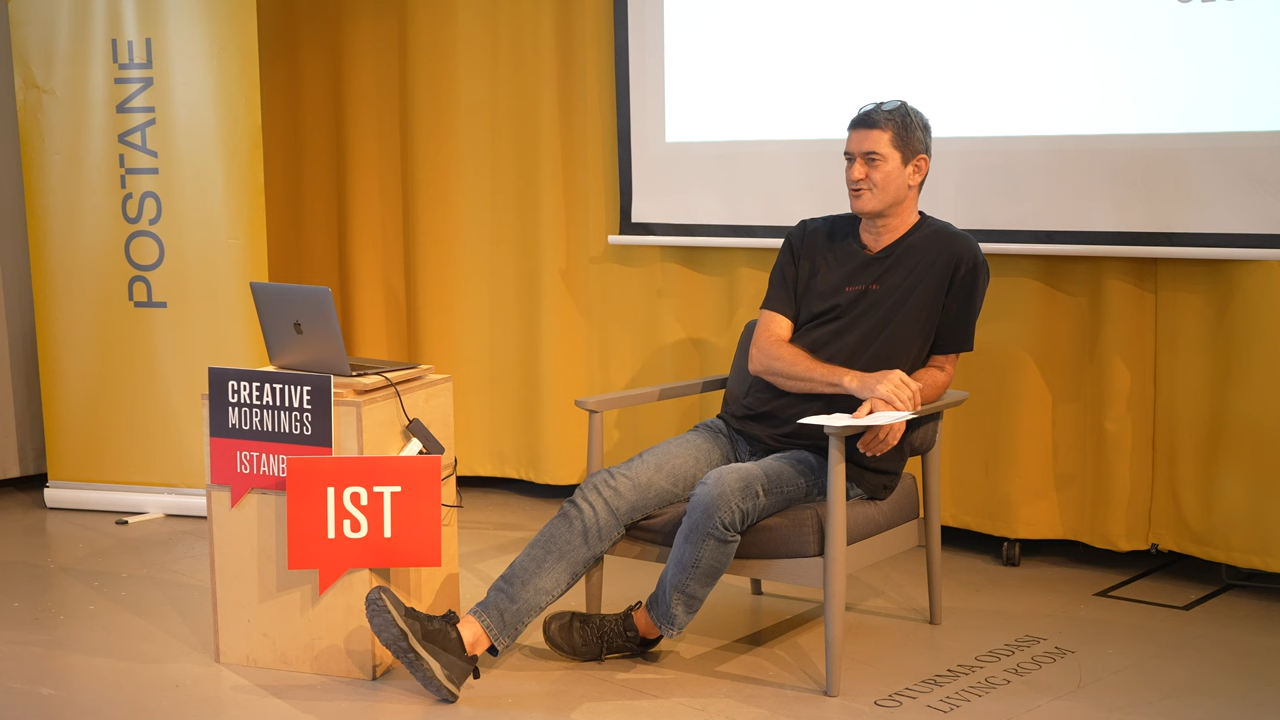 POSTANE
CREATIVE
MORNINGS
ISTANB
IST
OTURMA ODASI
LIVING ROOM